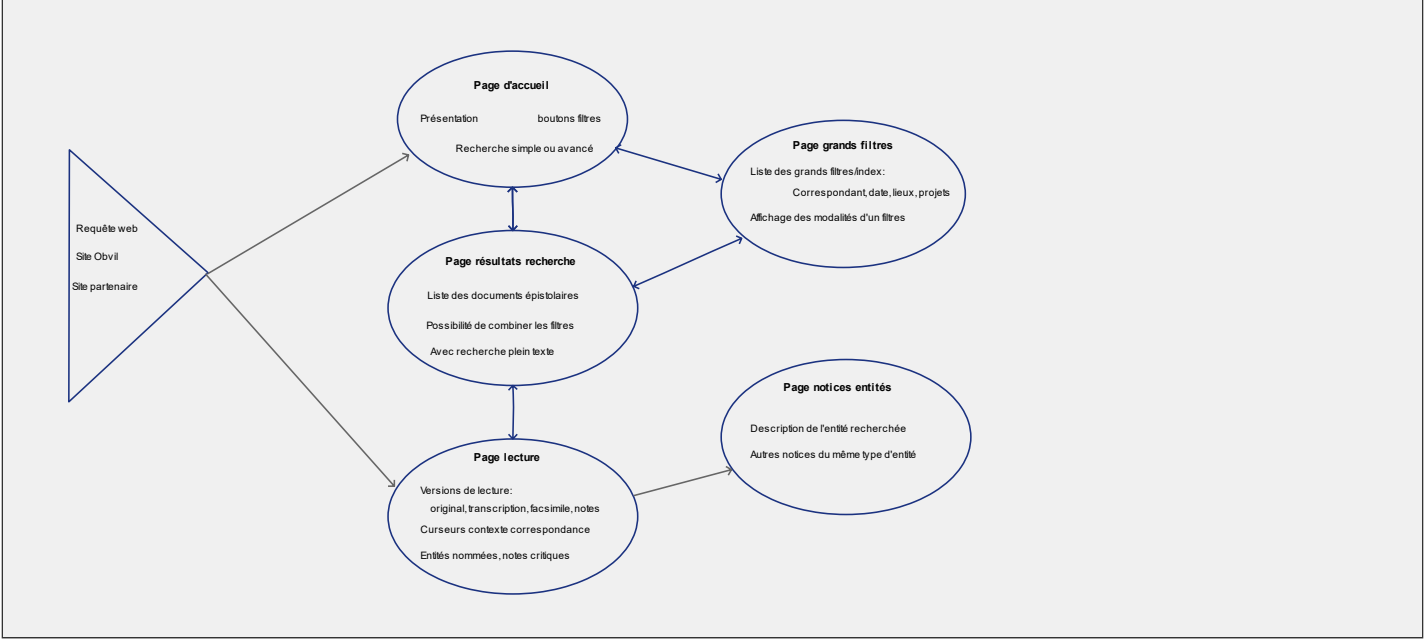 Requête web
Site Obvil
Site partenaire
Page d'accueil
Présentation boutons filtres
Recherche simple ou avancé
Page grands filtres
Liste des grands filtres/index:
Correspondant, date, lieux, projets
Affichage des modalités d'un filtres
Page résultats recherche
Liste des documents épistolaires
Possibilité de combiner les filtres
Avec recherche plein texte
Page notices entités
Description de l'entité recherchée
Autres notices du même type d'entité
Page lecture
Versions de lecture:
original, transcription, facsimile, notes
Curseurs contexte correspondance
Entités nommées, notes critiques